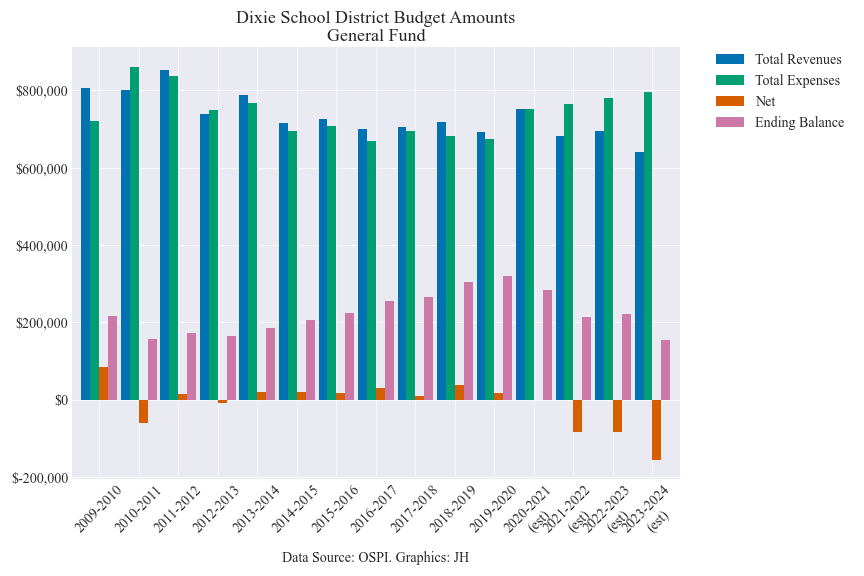 Dixie School District Budget Amounts
General Fund
Total Revenues
Total Expenses
Net
Ending Balance
$800,000
$600,000
$400,000
$200,000
$0
$-200,000
2009-2010
2010-2011
2011-2012
2012-2013
2013-2014
2014-2015
2015-2016
2016-2017
2017-2018
2018-2019
2019-2020
2020-2021
(est)
2021-2022
(est)
2022-2023
(est)
2023-2024
(est)
Data Source: OSPI. Graphics: JH